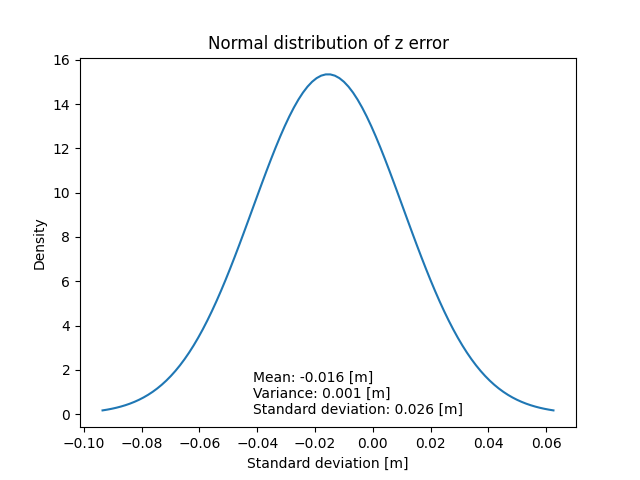 Normal distribution of z error
16
14
12
10
8
6
4
2
0
Density
Mean: -0.016 [m]
Variance: 0.001 [m]
Standard deviation: 0.026 [m]
−0.10 −0.08 −0.06 −0.04 −0.02 0.00 0.02 0.04 0.06
Standard deviation [m]